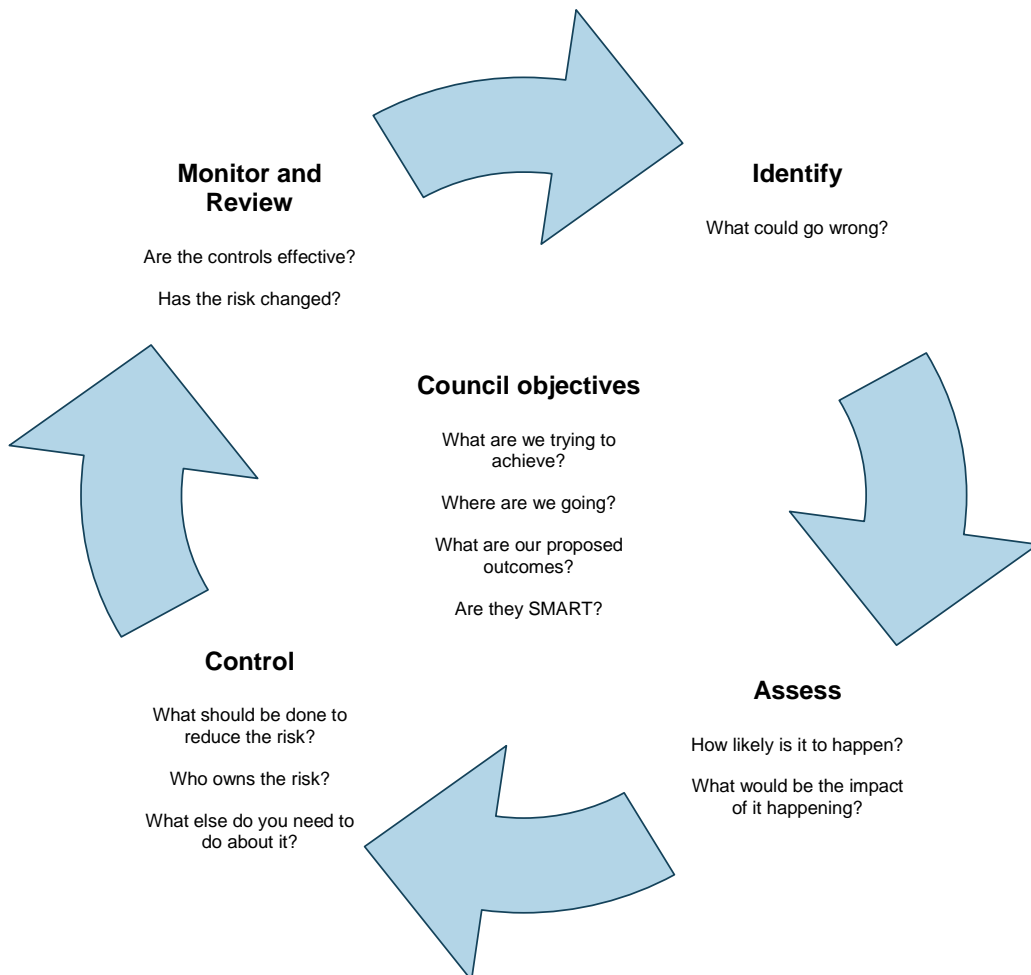 Monitor and
Review
Are the controls effective?
Has the risk changed?
Identify
What could go wrong?
Council objectives
What are we trying to
achieve?
Where are we going?
What are our proposed
outcomes?
Are they SMART?
Control
What should be done to
reduce the risk?
Who owns the risk?
What else do you need to
do about it?
Assess
How likely is it to happen?
What would be the impact
of it happening?